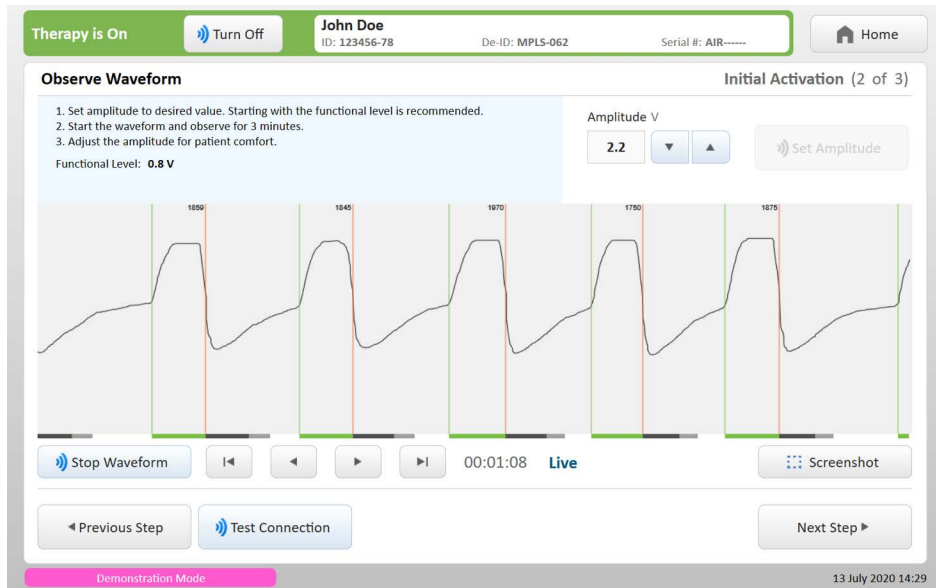 Therapy is On
Turn Off
John Doe
ID: 123456-78
De-ID: MPLS-062
Serial #: AIR------
Home
Observe Waveform
Initial Activation (2 of 3)
1. Set amplitude to desired value. Starting with the functional level is recommended.
2. Start the waveform and observe for 3 minutes.
3. Adjust the amplitude for patient comfort.
Functional Level: 0.8 V
Amplitude V
2.2
Set Amplitude
1859 1845 1970 1750 1875
Stop Waveform
00:01:08 Live
Screenshot
Previous Step
Test Connection
Next Step
Demonstration Mode
13 July 2020 14:29